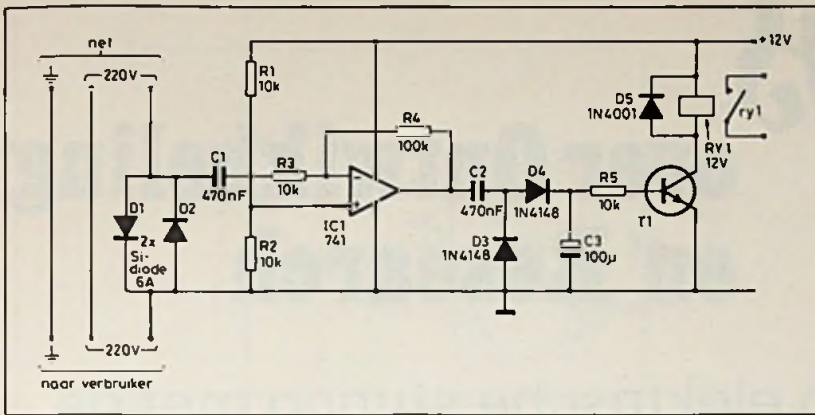 net
220V
+12V
R1
10k
D5
1N4001
ry1
RY1
12V
R4
100k
C1
470nF
R3
10k
C2
470nF
D4
1N4148
R5
10k
D1
D2
2x
Si-
diode
6A
IC1
741
R2
10k
D3
1N4148
C3
100µ
T1
220V
naar verbruiker